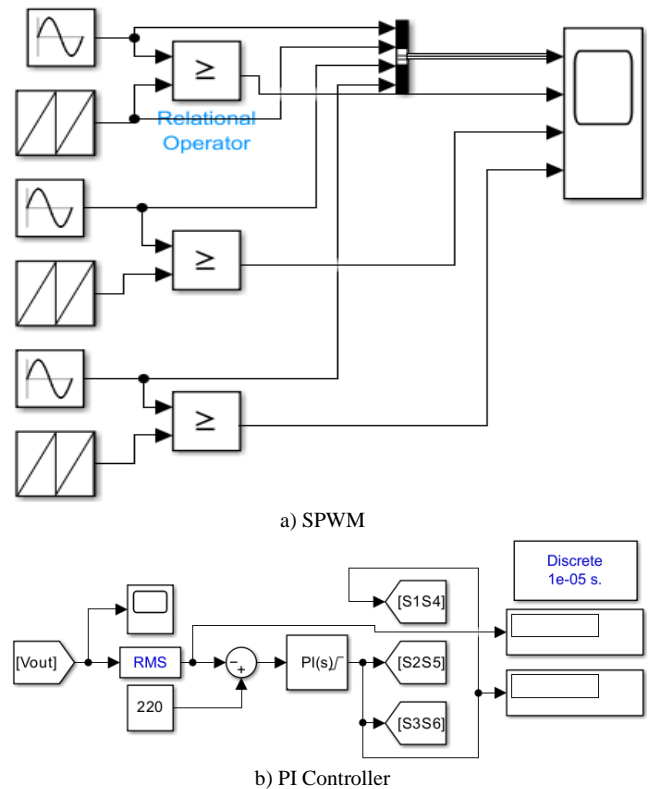 ≥
Relational
Operator
≥
≥
a) SPWM
Discrete
1e-05 s.
[S1S4]
[Vout]
RMS
PI(s)
[S2S5]
220
[S3S6]
b) PI Controller